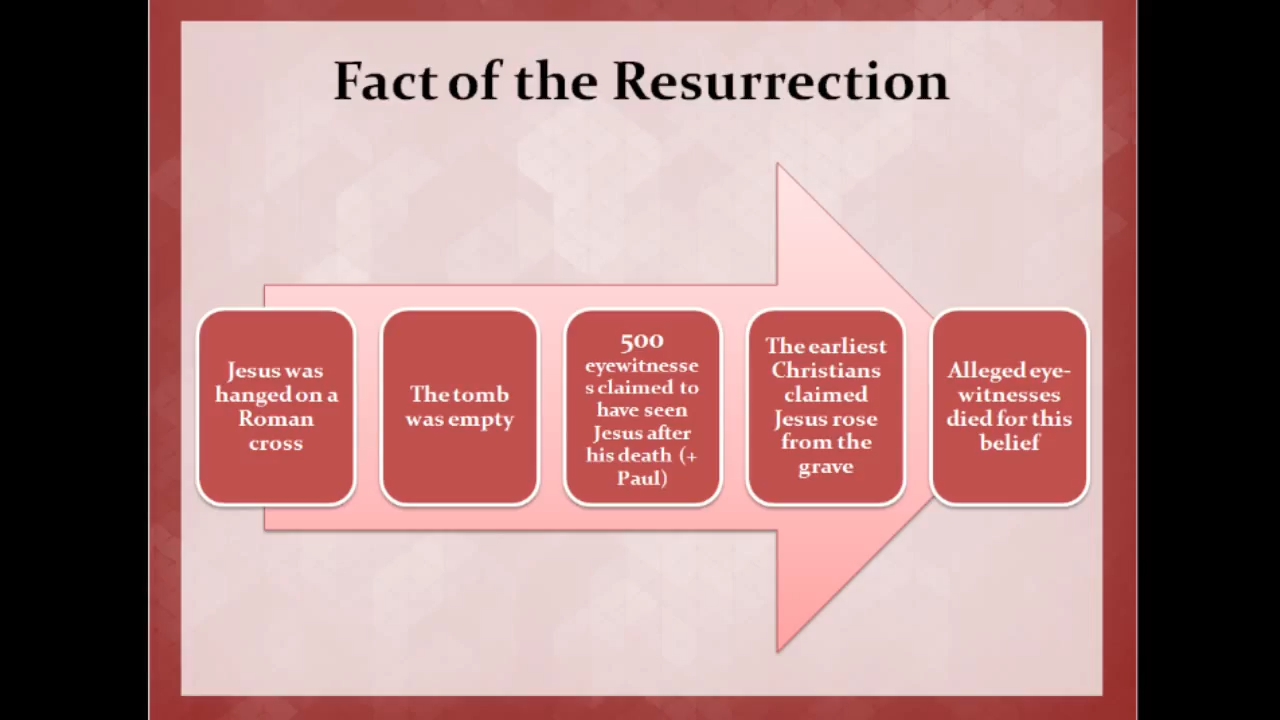 Fact of the Resurrection
Jesus was
hanged on a
Roman
cross
The tomb
was empty
500
eyewitnesse
s claimed to
have seen
Jesus after
his death (+
Paul)
The earliest
Christians
claimed
Jesus rose
from the
grave
Alleged eye-
witnesses
died for this
belief